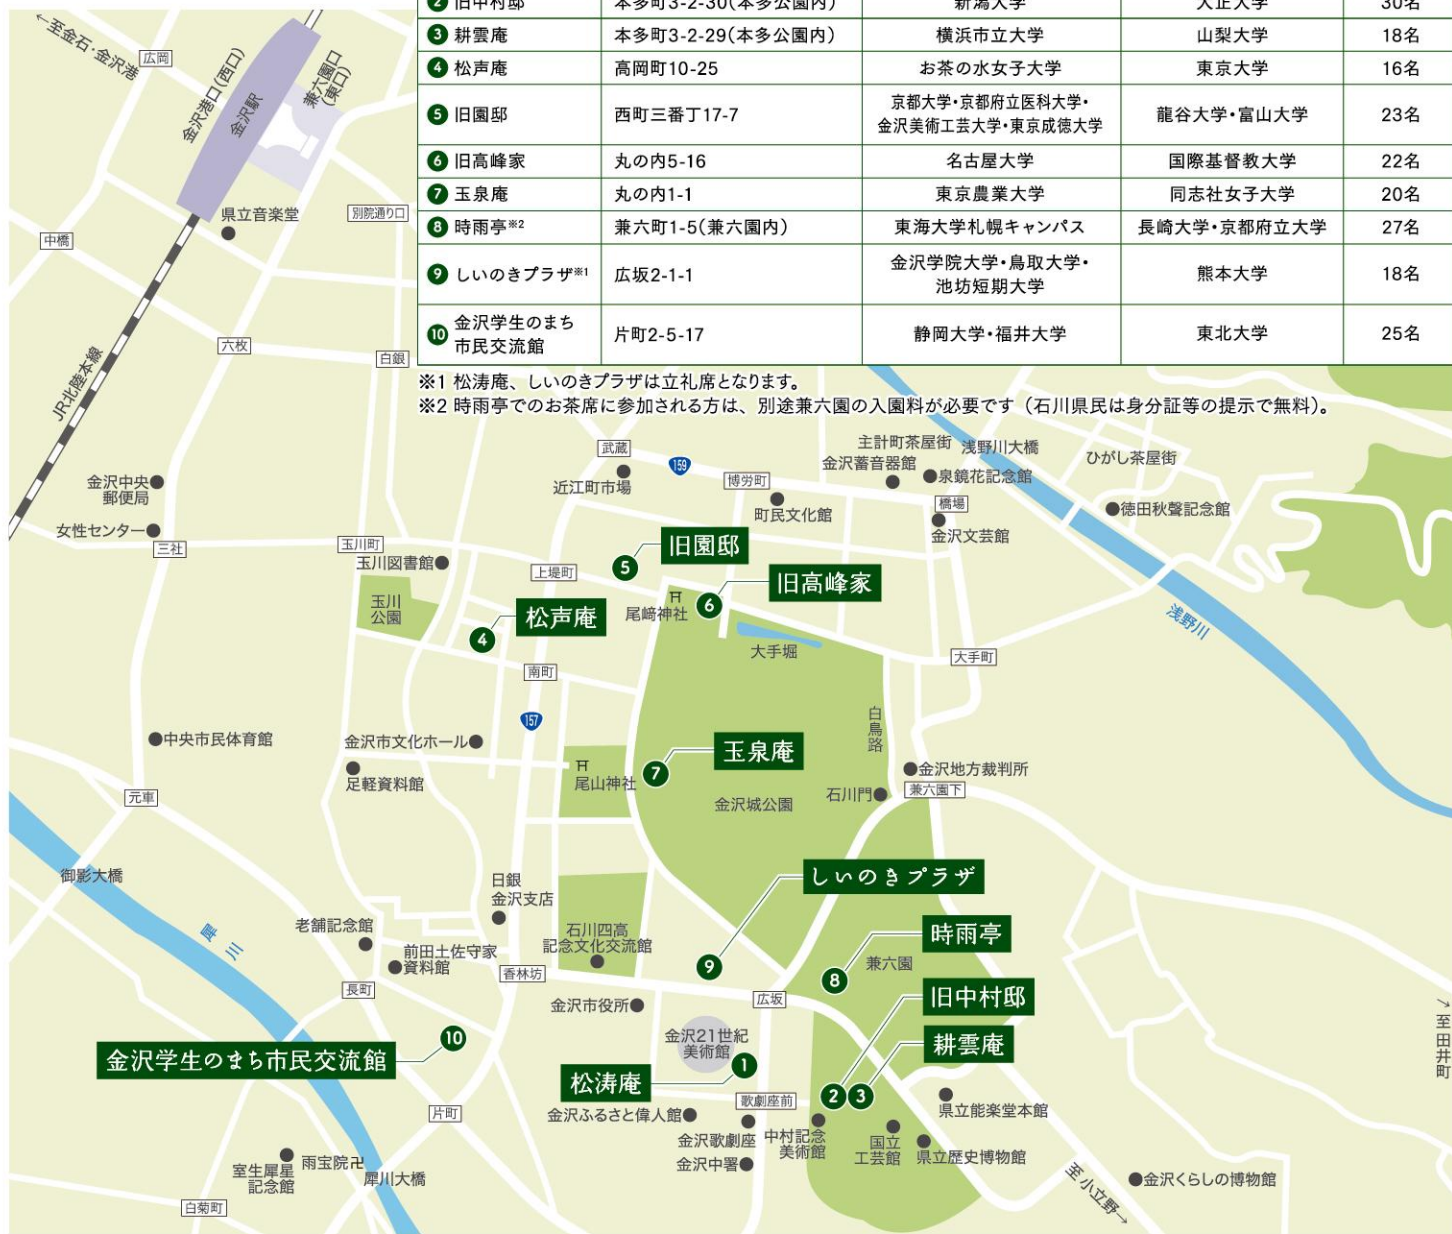 ❷ 旧中村邸 本多町3-2-30(本多公園内) 新潟大学 大正大学 30名
❸ 耕雲庵 本多町3-2-29(本多公園内) 横浜市立大学 山梨大学 18名
❹ 松声庵 高岡町10-25 お茶の水女子大学 東京大学 16名
❺ 旧園邸 西町三番丁17-7 京都大学・京都府立医科大学・
金沢美術工芸大学・東京成徳大学 龍谷大学・富山大学 23名
❻ 旧高峰家 丸の内5-16 名古屋大学 国際基督教大学 22名
❼ 玉泉庵 丸の内1-1 東京農業大学 同志社女子大学 20名
❽ 時雨亭※2 兼六町1-5(兼六園内) 東海大学札幌キャンパス 長崎大学・京都府立大学 27名
❾ しいのきプラザ※1 広坂2-1-1 金沢学院大学・鳥取大学・
池坊短期大学 熊本大学 18名
❿ 金沢学生のまち
市民交流館 片町2-5-17 静岡大学・福井大学 東北大学 25名
※1 松涛庵、しいのきプラザは立礼席となります。
※2 時雨亭でのお茶席に参加される方は、別途兼六園の入園料が必要です（石川県民は身分証等の提示で無料）。
←至金石・金沢港
広岡
金沢港口(西口)
金沢駅
兼六園口
(東口)
県立音楽堂
別院通り口
中橋
六枚
白銀
JR北陸本線
武蔵
近江町市場
159
博労町
町民文化館
主計町茶屋街
金沢蓄音器館
浅野川大橋
泉鏡花記念館
ひがし茶屋街
橋場
金沢文芸館
徳田秋聲記念館
金沢中央
郵便局
女性センター
三社
玉川町
玉川図書館
玉川
公園
上堤町
5
旧園邸
尾﨑神社
6
旧高峰家
4
松声庵
大手堀
大手町
浅野川
南町
157
白鳥路
中央市民体育館
金沢市文化ホール
足軽資料館
尾山神社
7
玉泉庵
金沢城公園
石川門
金沢地方裁判所
兼六園下
元車
御影大橋
犀川
老舗記念館
前田土佐守家
資料館
長町
日銀
金沢支店
石川四高
記念文化交流館
香林坊
しいのきプラザ
9
時雨亭
8
兼六園
旧中村邸
耕雲庵
2
3
広坂
金沢市役所
金沢21世紀
美術館
1
松涛庵
10
金沢学生のまち市民交流館
片町
金沢ふるさと偉人館
歌劇座前
金沢歌劇座
金沢中署
中村記念
美術館
国立
工芸館
県立歴史博物館
県立能楽堂本館
→至田井町
至小立野→
金沢くらしの博物館
室生犀星
記念館
雨宝院卍
犀川大橋
白菊町